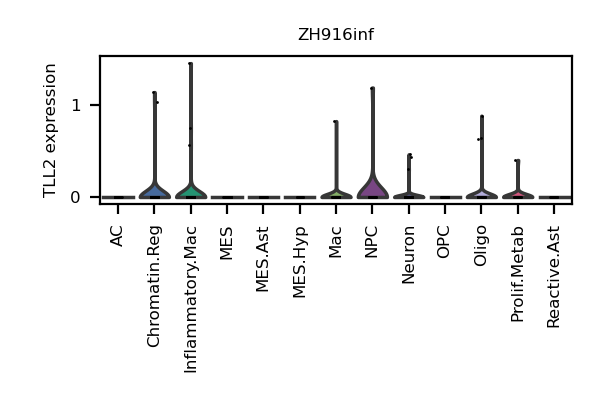 ZH916inf
TLL2 expression
1
0
AC
Chromatin.Reg
Inflammatory.Mac
MES
MES.Ast
MES.Hyp
Mac
NPC
Neuron
OPC
Oligo
Prolif.Metab
Reactive.Ast